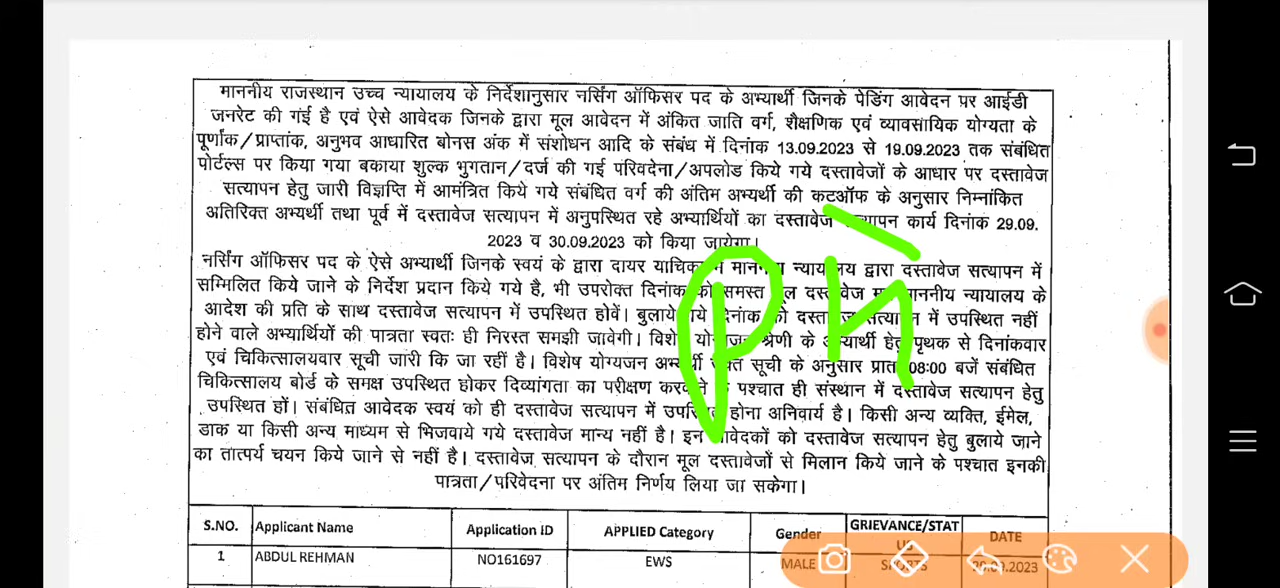 माननीय राजस्थान उच्च न्यायालय के निर्देशानुसार नर्सिंग ऑफिसर पद के अभ्यार्थी जिनके पेडिंग आवेदन पर आईडी
जनरेट की गई है एवं ऐसे आवेदक जिनके द्वारा मूल आवेदन में अंकित जाति वर्ग, शैक्षणिक एवं व्यावसायिक योग्यता के
पूर्णांक/प्राप्तांक, अनुभव आधारित बोनस अंक में संशोधन आदि के संबंध में दिनांक 13.09.2023 से 19.09.2023 तक संबंधित
पोर्टल्स पर किया गया बकाया शुल्क भुगतान/दर्ज की गई परिवदेना/अपलोड किये गये दस्तावेजों के आधार पर दस्तावेज
सत्यापन हेतु जारी विज्ञप्ति में आमंत्रित किये गये संबंधित वर्ग की अंतिम अभ्यर्थी की कटऑफ के अनुसार निम्नांकित
अतिरिक्त अभ्यर्थी तथा पूर्व में दस्तावेज सत्यापन में अनुपस्थित रहे अभ्यार्थियों का दस्तावेज सत्यापन कार्य दिनांक 29.09.
2023 व 30.09.2023 को किया जायेगा।
नर्सिंग ऑफिसर पद के ऐसे अभ्यार्थी जिनके स्वयं के द्वारा दायर याचिका में माननीय न्यायालय द्वारा दस्तावेज सत्यापन में
सम्मिलित किये जाने के निर्देश प्रदान किये गये है, भी उपरोक्त दिनांक को समस्त मूल दस्तावेज माननीय न्यायालय के
आदेश की प्रति के साथ दस्तावेज सत्यापन में उपस्थित होवें। बुलाये गये दिनांक को दस्तावेज सत्यापन में उपस्थित नहीं
होने वाले अभ्यार्थियों की पात्रता स्वतः ही निरस्त समझी जावेगी। विशेष योग्यजन श्रेणी के अभ्यार्थी हेतु पृथक से दिनांकवार
एवं चिकित्सालयवार सूची जारी कि जा रहीं है। विशेष योग्यजन अभ्यर्थी उक्त सूची के अनुसार प्रातः 08:00 बजें संबंधित
चिकित्सालय बोर्ड के समक्ष उपस्थित होकर दिव्यांगता का परीक्षण करवाने के पश्चात ही संस्थान में दस्तावेज सत्यापन हेतु
उपस्थित हों। संबंधित आवेदक स्वयं को ही दस्तावेज सत्यापन में उपस्थित होना अनिवार्य है। किसी अन्य व्यक्ति, ईमेल,
डाक या किसी अन्य माध्यम से भिजवाये गये दस्तावेज मान्य नहीं है। इन आवेदकों को दस्तावेज सत्यापन हेतु बुलाये जाने
का तात्पर्य चयन किये जाने से नहीं है। दस्तावेज सत्यापन के दौरान मूल दस्तावेजों से मिलान किये जाने के पश्चात इनकी
पात्रता/परिवेदना पर अंतिम निर्णय लिया जा सकेगा।
S.NO. Applicant Name Application ID APPLIED Category Gender GRIEVANCE/STAT DATE
1 ABDUL REHMAN NO161697 EWS MALE SPORTS 2023